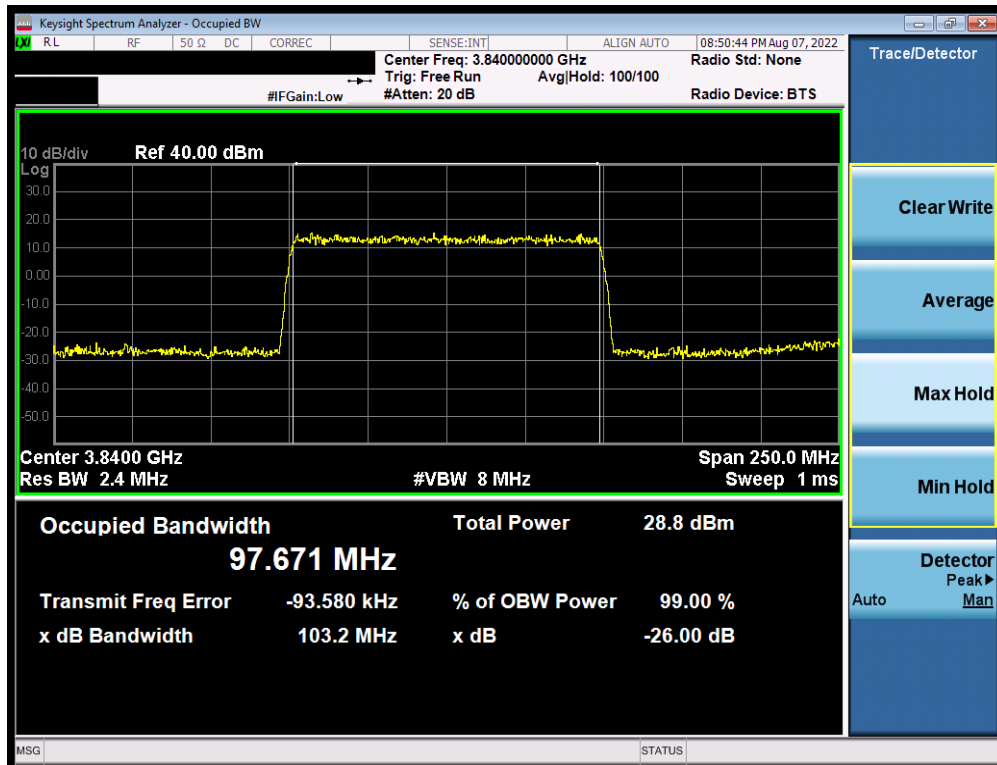 Keysight Spectrum Analyzer - Occupied BW
LXI RL RF 50 Ω DC CORREC SENSE:INT ALIGN AUTO 08:50:44 PM Aug 07, 2022
Center Freq: 3.840000000 GHz Radio Std: None
Trig: Free Run Avg|Hold: 100/100
#IFGain:Low #Atten: 20 dB Radio Device: BTS
10 dB/div Ref 40.00 dBm
Log
30.0
20.0
10.0
0.00
-10.0
-20.0
-30.0
-40.0
-50.0
Center 3.8400 GHz Span 250.0 MHz
Res BW 2.4 MHz #VBW 8 MHz Sweep 1 ms
Occupied Bandwidth Total Power 28.8 dBm
97.671 MHz
Transmit Freq Error -93.580 kHz % of OBW Power 99.00 %
x dB Bandwidth 103.2 MHz x dB -26.00 dB
MSG STATUS
Trace/Detector
Clear Write
Average
Max Hold
Min Hold
Detector
Peak▶
Auto Man